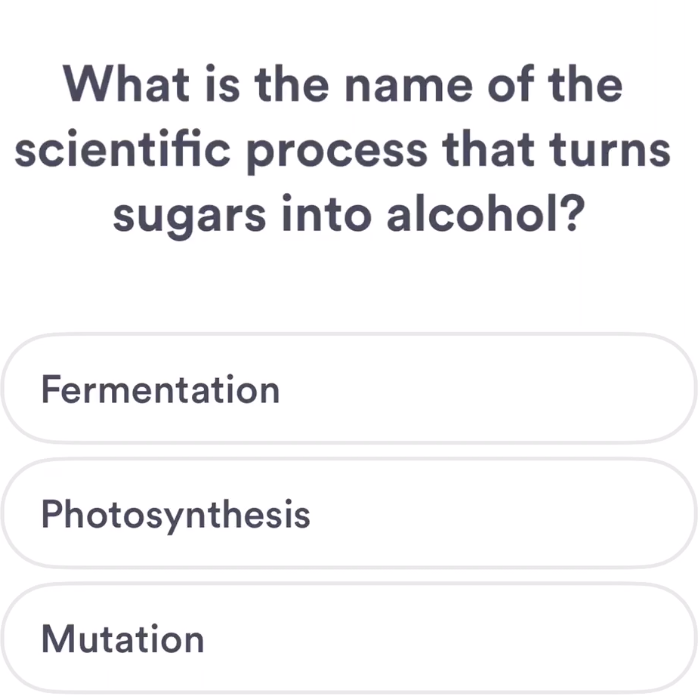 What is the name of the
scientific process that turns
sugars into alcohol?
Fermentation
Photosynthesis
Mutation